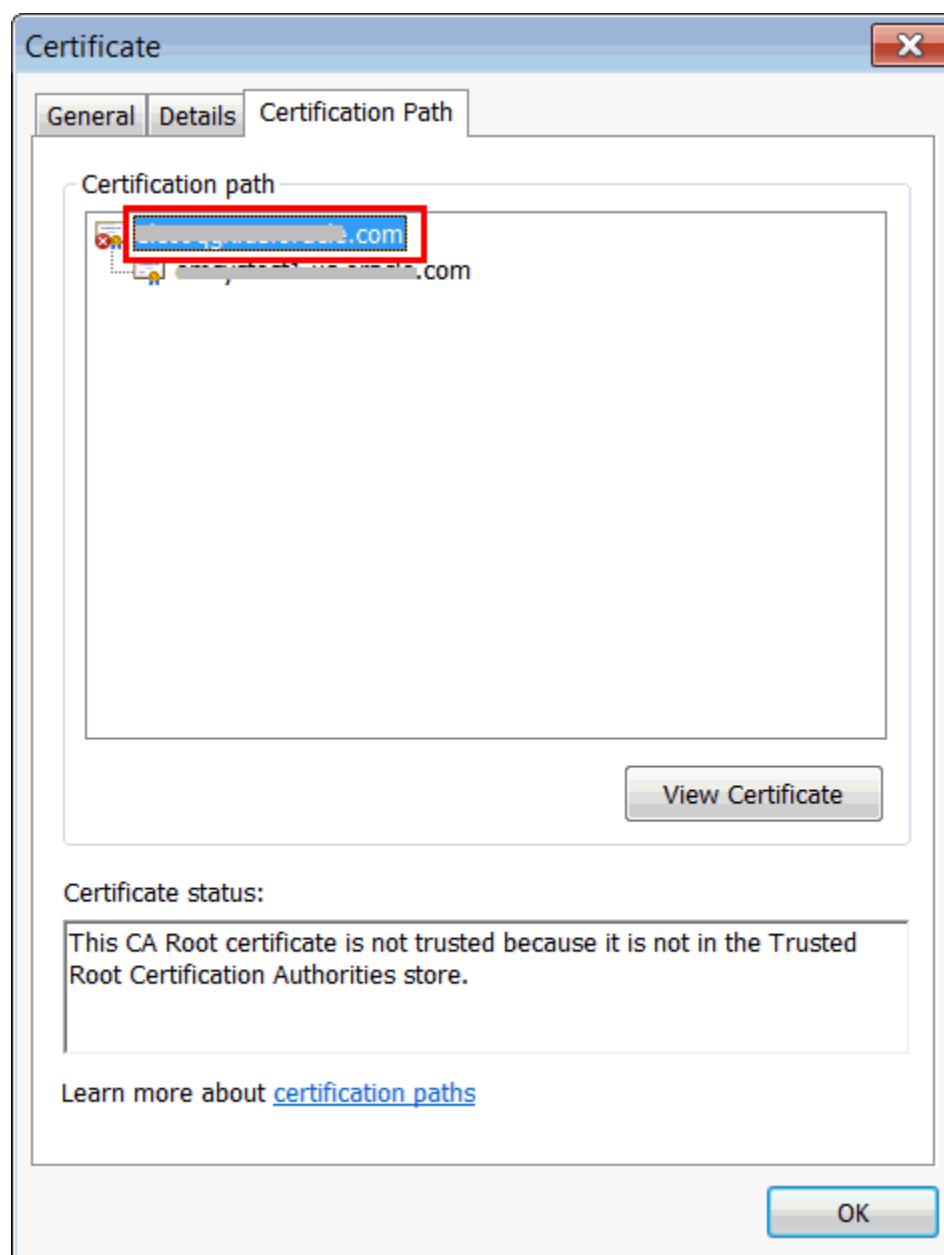 Certificate
General Details Certification Path
Certification path
.com
.com
View Certificate
Certificate status:
This CA Root certificate is not trusted because it is not in the Trusted
Root Certification Authorities store.
Learn more about certification paths
OK